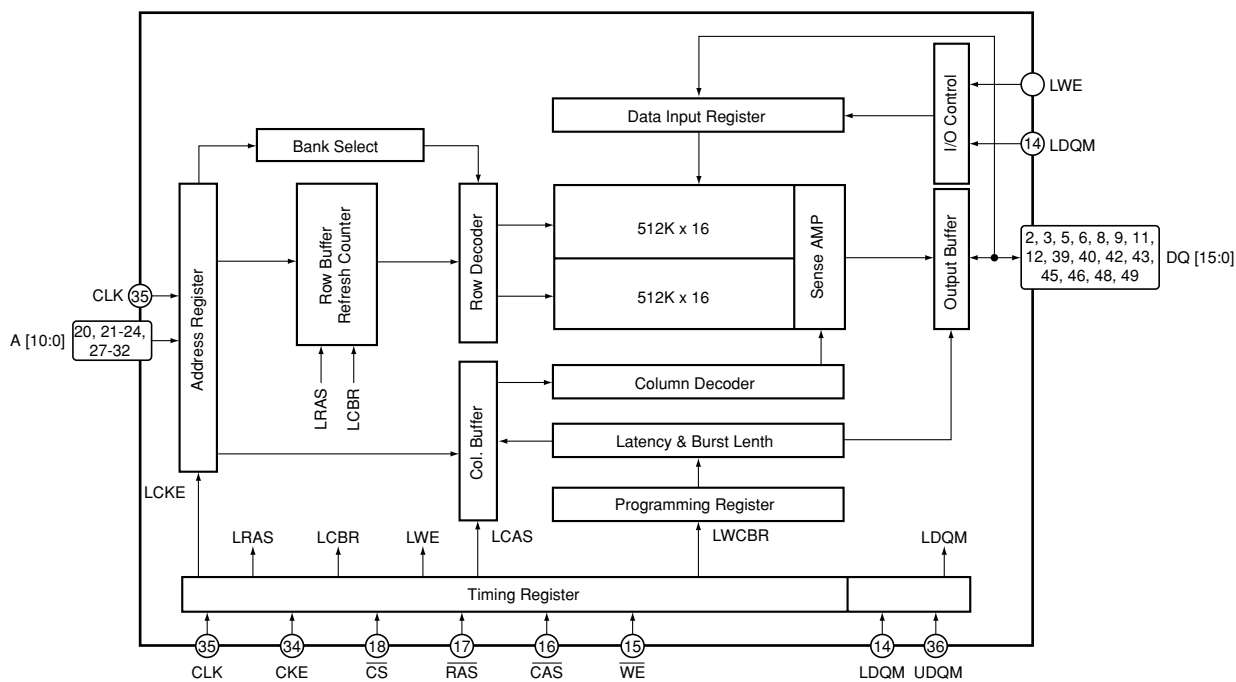 LWE
I/O Control
Data Input Register
14
LDQM
Bank Select
Address Register
Row Buffer
Refresh Counter
Row Decoder
512K x 16
512K x 16
Sense AMP
Output Buffer
2, 3, 5, 6, 8, 9, 11,
12, 39, 40, 42, 43,
45, 46, 48, 49
DQ [15:0]
CLK
35
A [10:0]
20, 21-24,
27-32
LRAS
LCBR
Col. Buffer
Column Decoder
Latency & Burst Lenth
Programming Register
LCKE
LRAS
LCBR
LWE
LCAS
LWCBR
LDQM
Timing Register
35
34
18
17
16
15
14
36
CLK
CKE
CS
RAS
CAS
WE
LDQM
UDQM